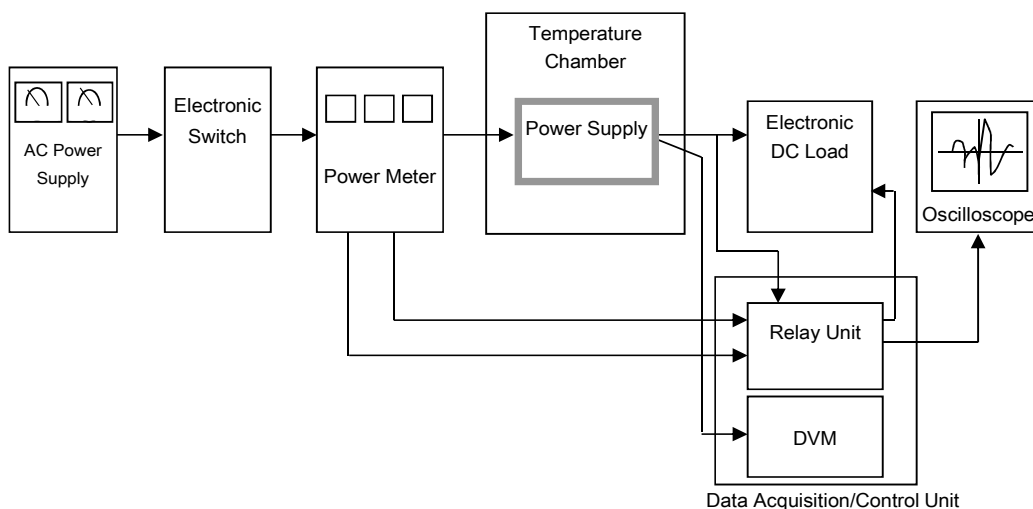 Temperature
Chamber
AC Power
Supply
Electronic
Switch
Power Meter
Power Supply
Electronic
DC Load
Oscilloscope
Relay Unit
DVM
Data Acquisition/Control Unit